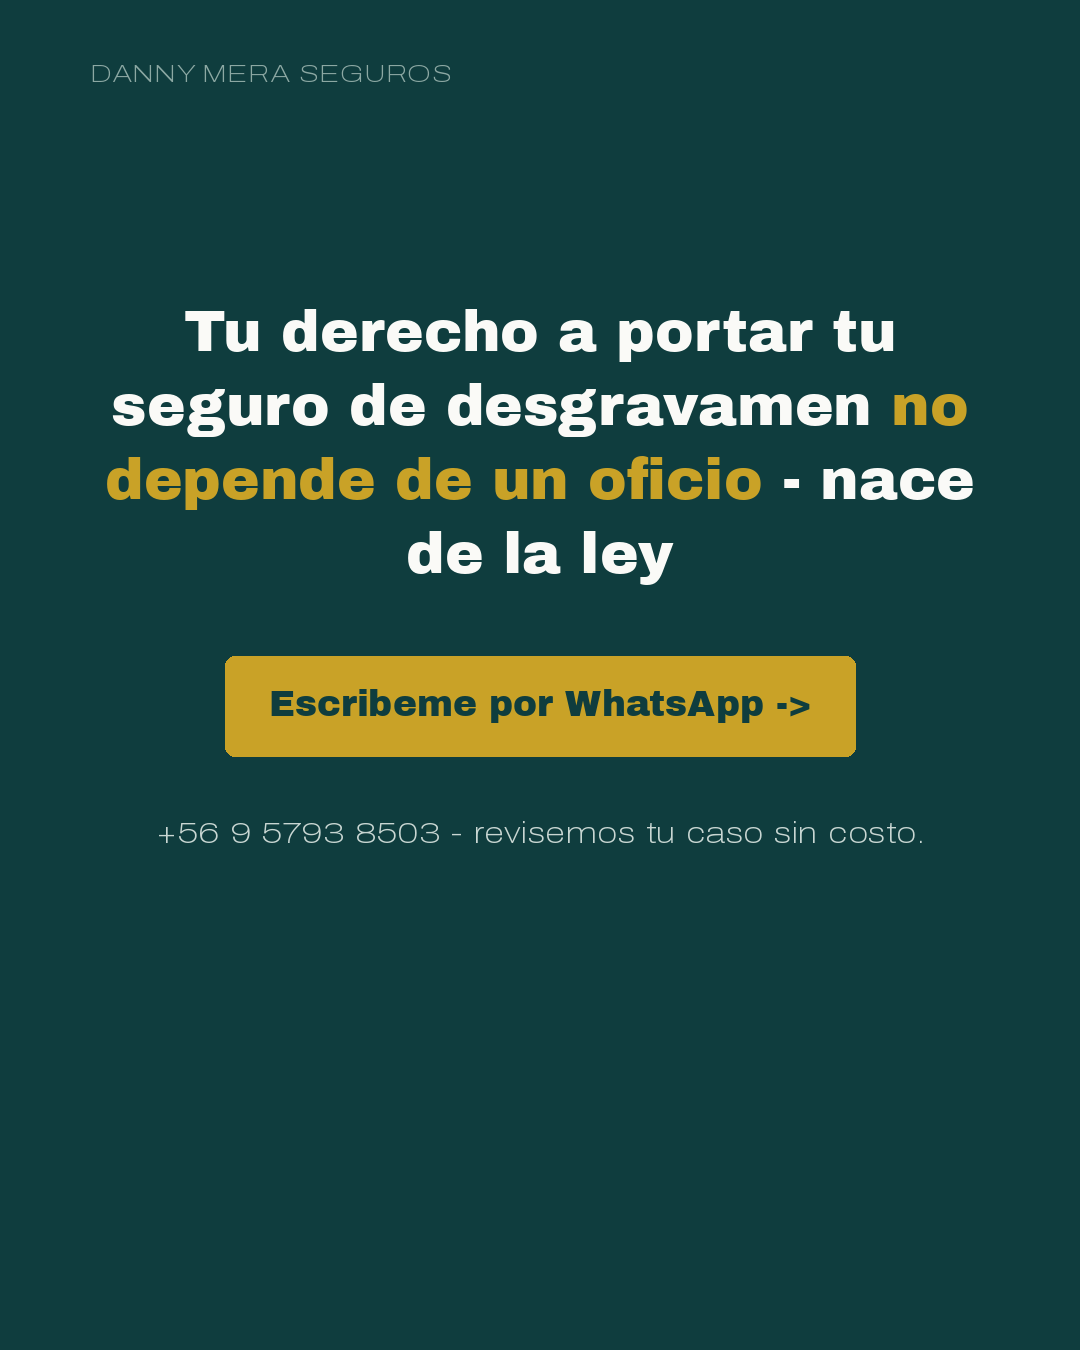 DANNY MERA SEGUROS
Tu derecho a portar tu
seguro de desgravamen no
depende de un oficio - nace
de la ley
Escribeme por WhatsApp ->
+56 9 5793 8503 - revisemos tu caso sin costo.